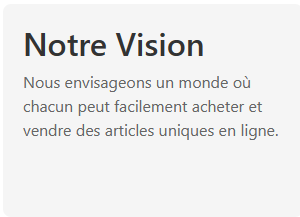 Notre Vision
Nous envisageons un monde où
chacun peut facilement acheter et
vendre des articles uniques en ligne.